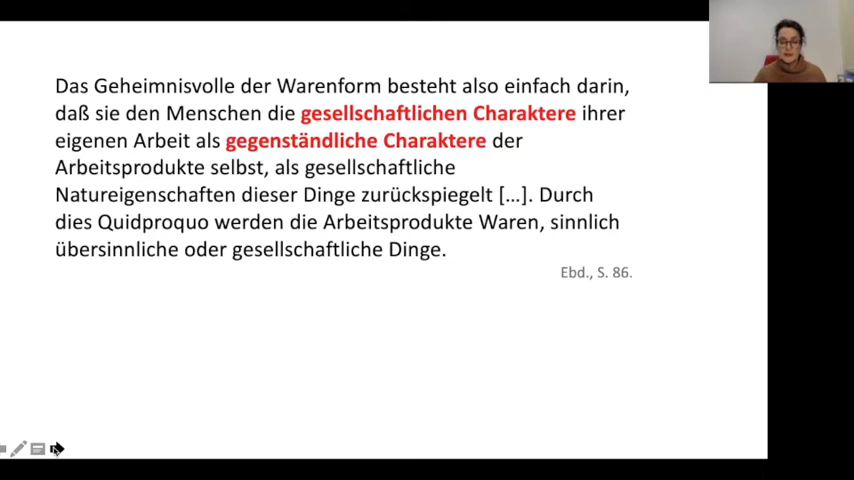 Das Geheimnisvolle der Warenform besteht also einfach darin,
daß sie den Menschen die gesellschaftlichen Charaktere ihrer
eigenen Arbeit als gegenständliche Charaktere der
Arbeitsprodukte selbst, als gesellschaftliche
Natureigenschaften dieser Dinge zurückspiegelt […]. Durch
dies Quidproquo werden die Arbeitsprodukte Waren, sinnlich
übersinnliche oder gesellschaftliche Dinge.
Ebd., S. 86.